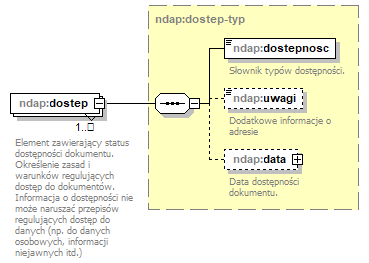 ndap:dostep-typ
ndap:dostepnosc
Słownik typów dostępności.
ndap:dostep
1..
ndap:uwagi
Dodatkowe informacje o
adresie
ndap:data
Data dostępności
dokumentu.
Element zawierający status
dostępności dokumentu.
Określenie zasad i
warunków regulujących
dostęp do dokumentów.
Informacja o dostępności nie
może naruszać przepisów
regulujących dostęp do
danych (np. do danych
osobowych, informacji
niejawnych itd.)